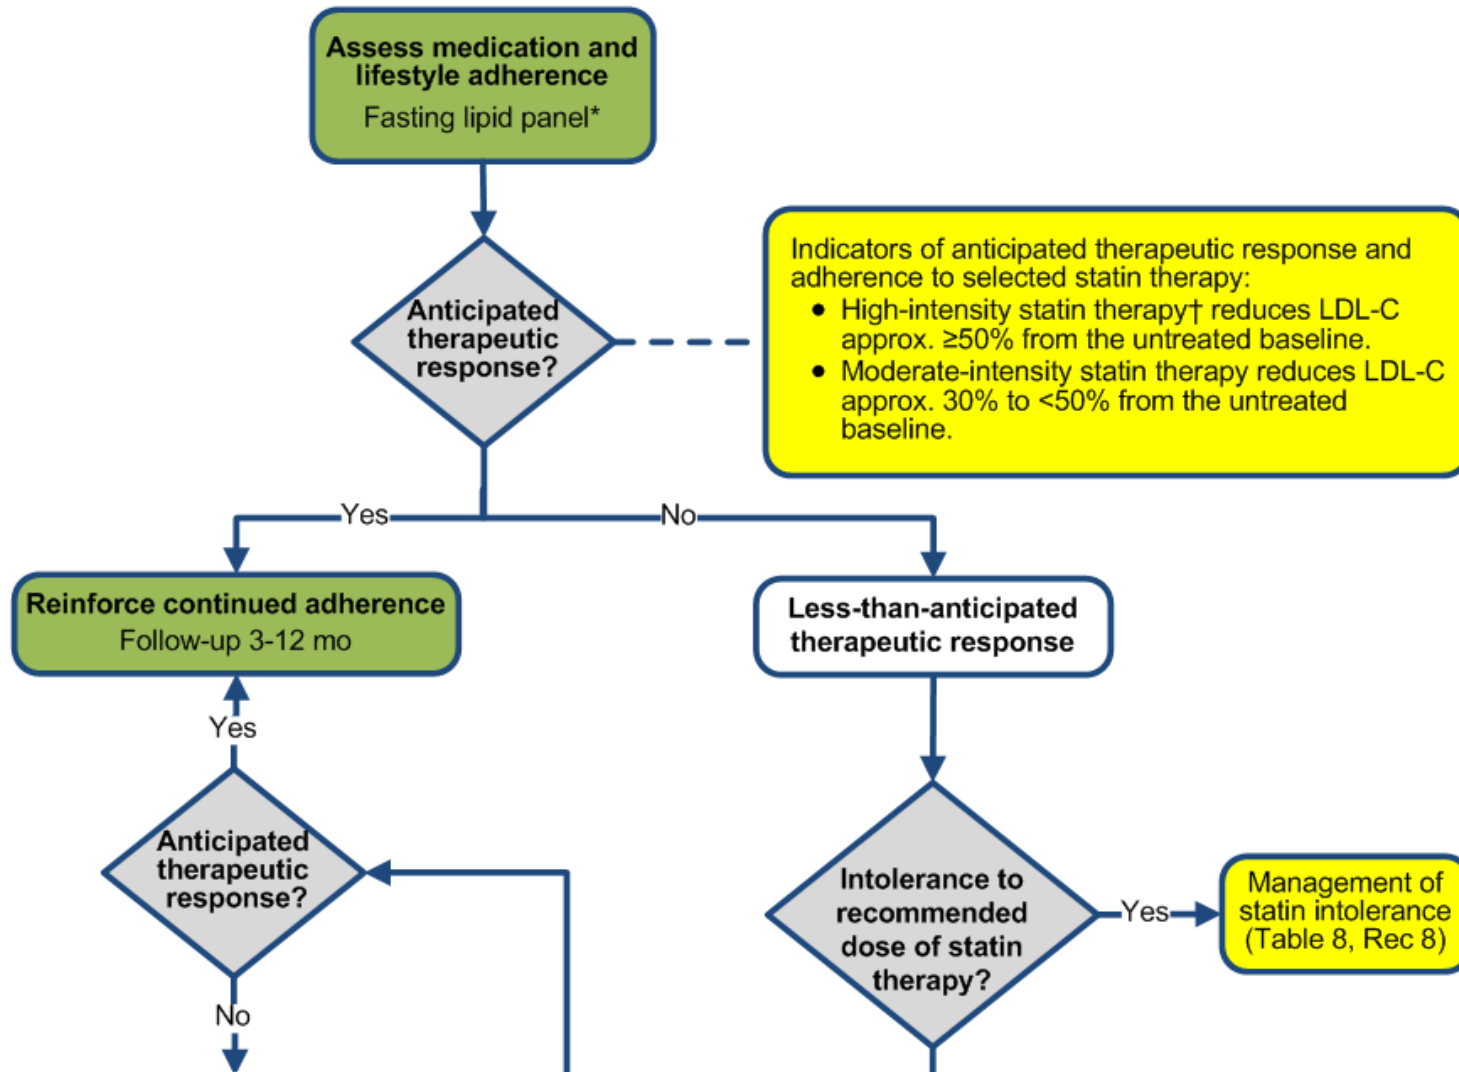 Assess medication and
lifestyle adherence
Fasting lipid panel*
Anticipated
therapeutic
response?
Indicators of anticipated therapeutic response and
adherence to selected statin therapy:
• High-intensity statin therapy† reduces LDL-C
approx. ≥50% from the untreated baseline.
• Moderate-intensity statin therapy reduces LDL-C
approx. 30% to <50% from the untreated
baseline.
Yes
No
Reinforce continued adherence
Follow-up 3-12 mo
Less-than-anticipated
therapeutic response
Yes
Anticipated
therapeutic
response?
Intolerance to
recommended
dose of statin
therapy?
Yes
Management of
statin intolerance
(Table 8, Rec 8)
No